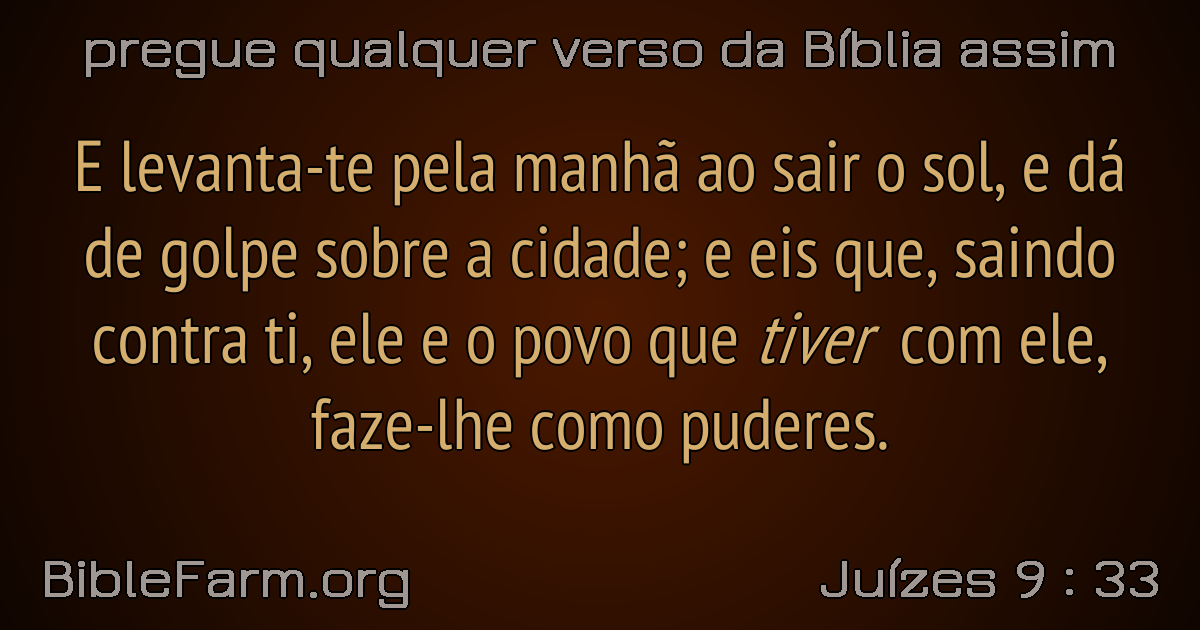 pregue qualquer verso da Bíblia assim
E levanta-te pela manhã ao sair o sol, e dá
de golpe sobre a cidade; e eis que, saindo
contra ti, ele e o povo que tiver com ele,
faze-lhe como puderes.
BibleFarm.org
Juízes 9 : 33